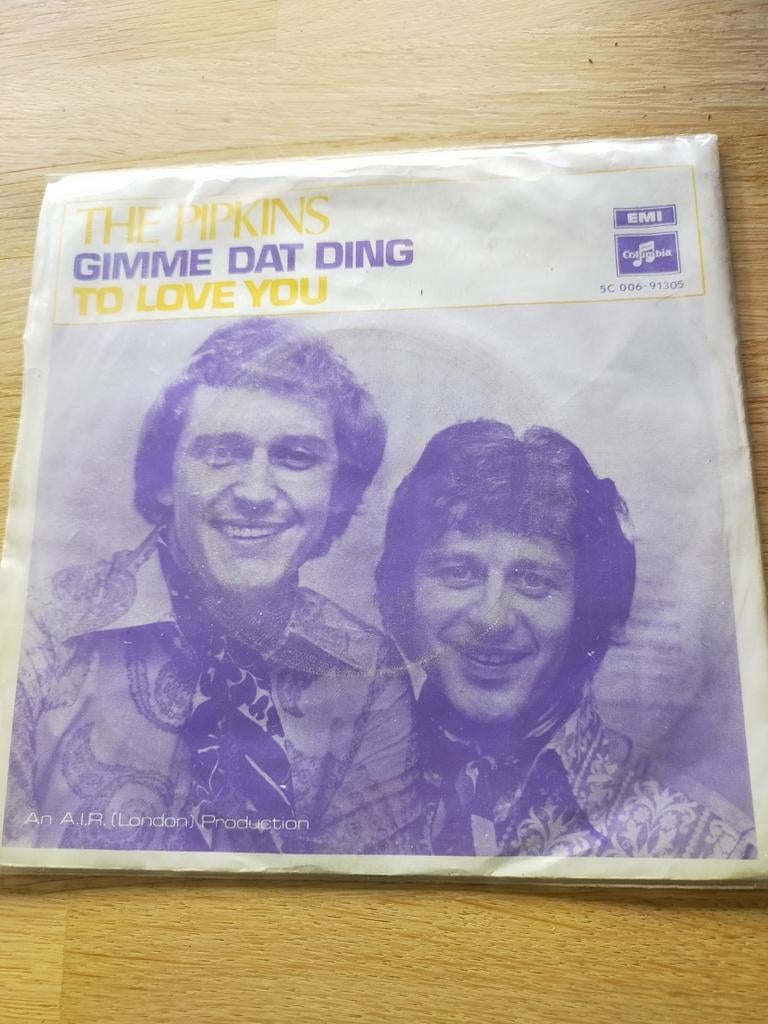 THE PIPKINS
GIMME DAT DING
TO LOVE YOU
EMI
Columbia
5C 006-91305
An A.I.R. (London) Production